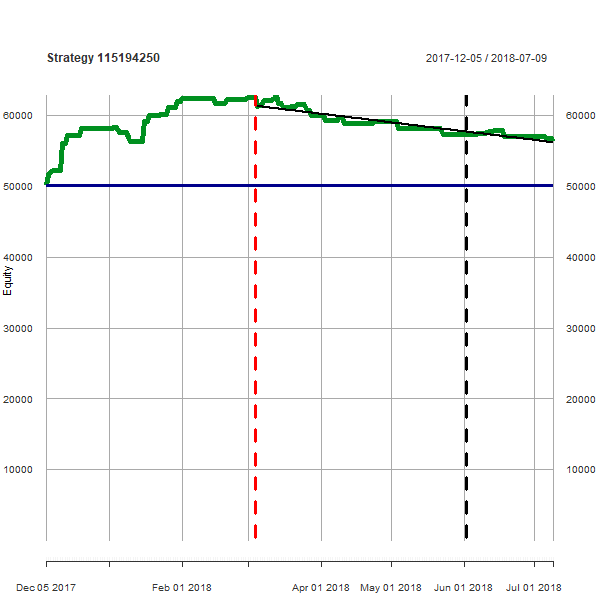 Strategy 115194250 2017-12-05 / 2018-07-09
60000 60000
50000 50000
40000 40000
Equity
30000 30000
20000 20000
10000 10000
Dec 05 2017 Feb 01 2018 Apr 01 2018 May 01 2018 Jun 01 2018 Jul 01 2018